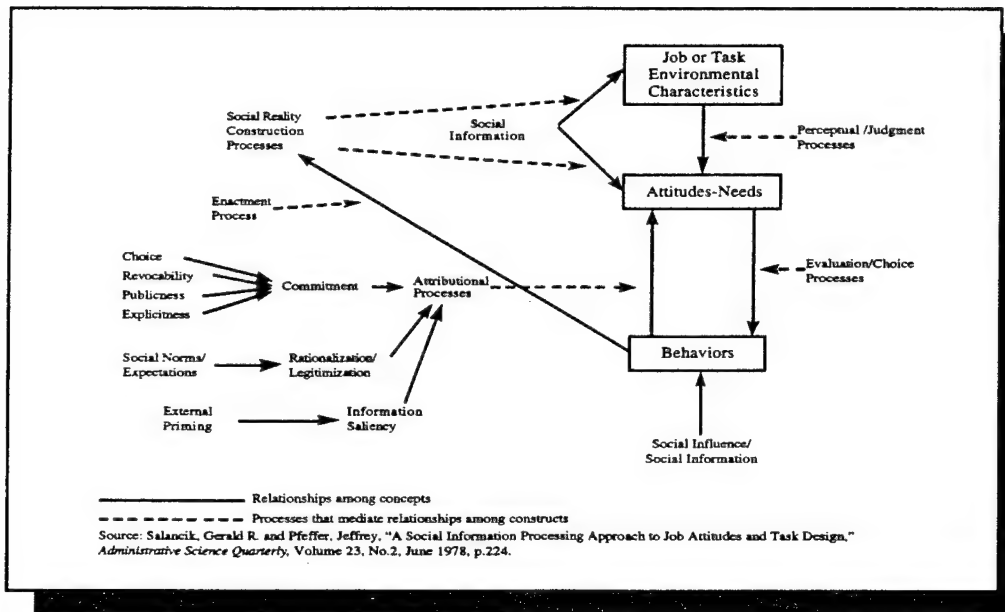 Job or Task
Environmental
Characteristics
Social Reality
Construction
Processes
Social
Information
Perceptual /Judgment
Processes
Attitudes-Needs
Enactment
Process
Choice
Revocability
Publicness
Explicitness
Commitment
Attributional
Processes
Evaluation/Choice
Processes
Behaviors
Social Norms/
Expectations
Rationalization/
Legitimization
External
Priming
Information
Saliency
Social Influence/
Social Information
Relationships among concepts
Processes that mediate relationships among constructs
Source: Salancik, Gerald R. and Pfeffer, Jeffrey, "A Social Information Processing Approach to Job Attitudes and Task Design,"
Administrative Science Quarterly, Volume 23, No.2, June 1978, p.224.